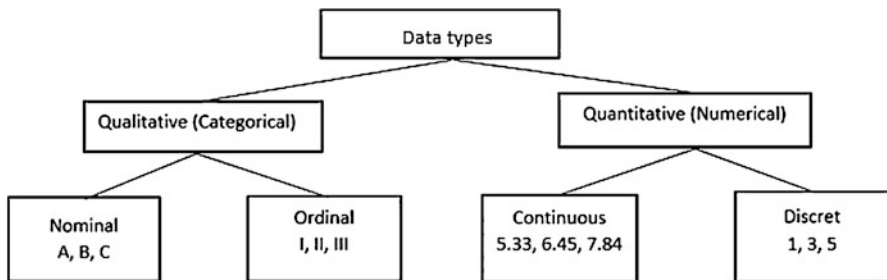 Data types
Qualitative (Categorical)
Quantitative (Numerical)
Nominal
A, B, C
Ordinal
I, II, III
Continuous
5.33, 6.45, 7.84
Discret
1, 3, 5